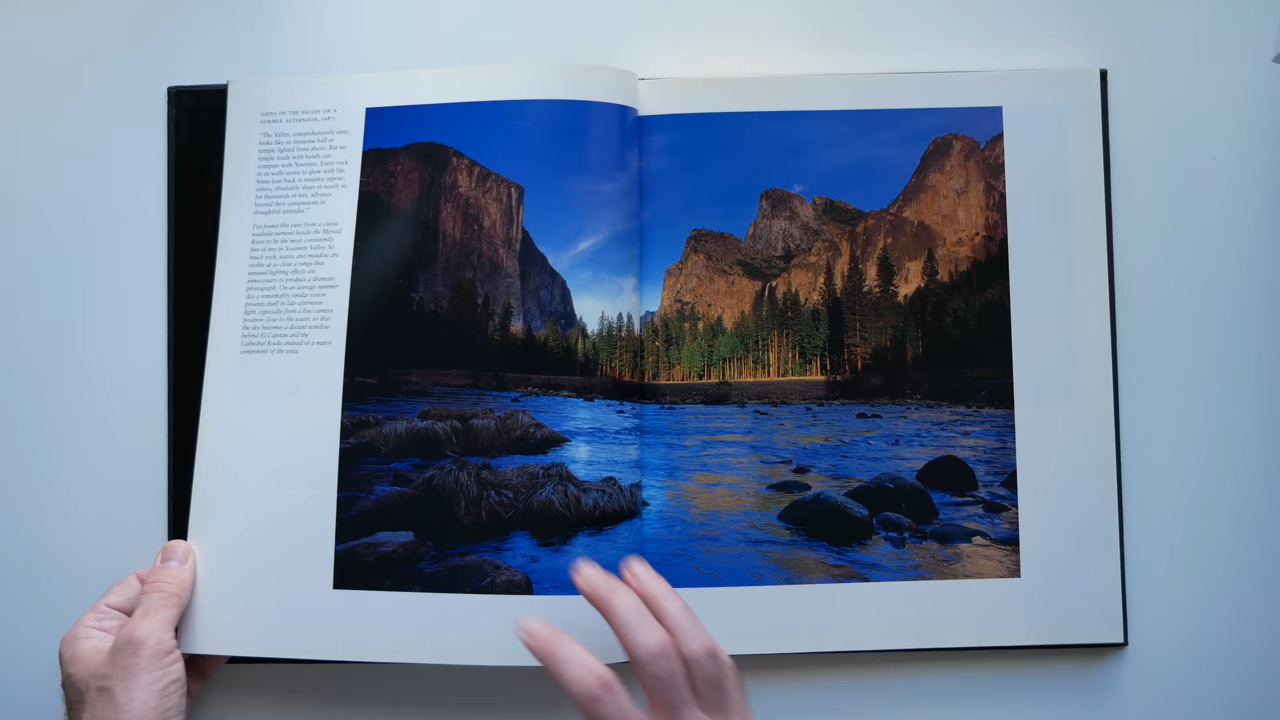 GATES OF THE VALLEY ON A
SUMMER AFTERNOON, 1987.
"The Valley, comprehensively seen,
looks like an immense hall or
temple lighted from above. But no
temple made with hands can
compare with Yosemite. Every rock
in its walls seems to glow with life.
Some lean back in majestic repose;
others, absolutely sheer or nearly so
for thousands of feet, advance
beyond their companions in
thoughtful attitudes."
I've found this view from a classic
roadside turnout beside the Merced
River to be the most consistently
fine of any in Yosemite Valley. So
much rock, water, and meadow are
visible at so close a range that
unusual lighting effects are
unnecessary to produce a dramatic
photograph. On an average summer
day a remarkably similar vision
presents itself in late afternoon
light, especially from a low camera
position close to the water, so that
the sky becomes a distant window
behind El Capitan and the
Cathedral Rocks instead of a major
component of the vista.